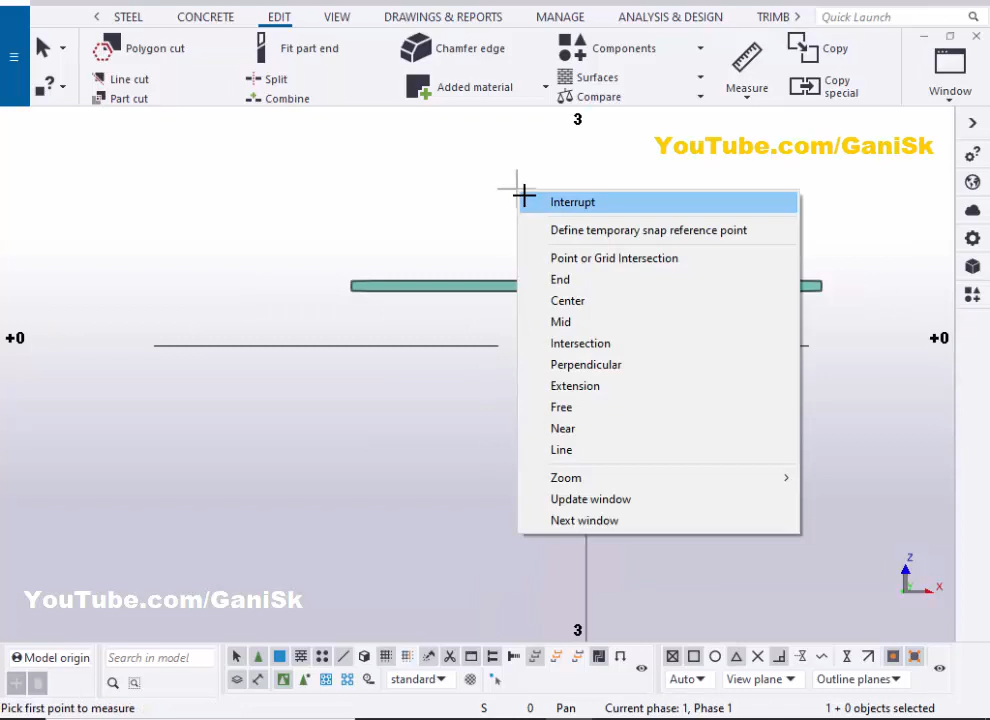 STEEL CONCRETE EDIT VIEW DRAWINGS & REPORTS MANAGE ANALYSIS & DESIGN TRIMB Quick Launch
Polygon cut Fit part end Chamfer edge Components Copy
Line cut Split Added material Surfaces Measure Copy special Window
Part cut Combine Compare
3
YouTube.com/GaniSk
Interrupt
Define temporary snap reference point
Point or Grid Intersection
End
Center
Mid
+0 +0
Intersection
Perpendicular
Extension
Free
Near
Line
Zoom
Update window
Next window
Z
X
YouTube.com/GaniSk
3
Model origin Search in model
standard Auto View plane Outline planes
Pick first point to measure S 0 Pan Current phase: 1, Phase 1 1 + 0 objects selected